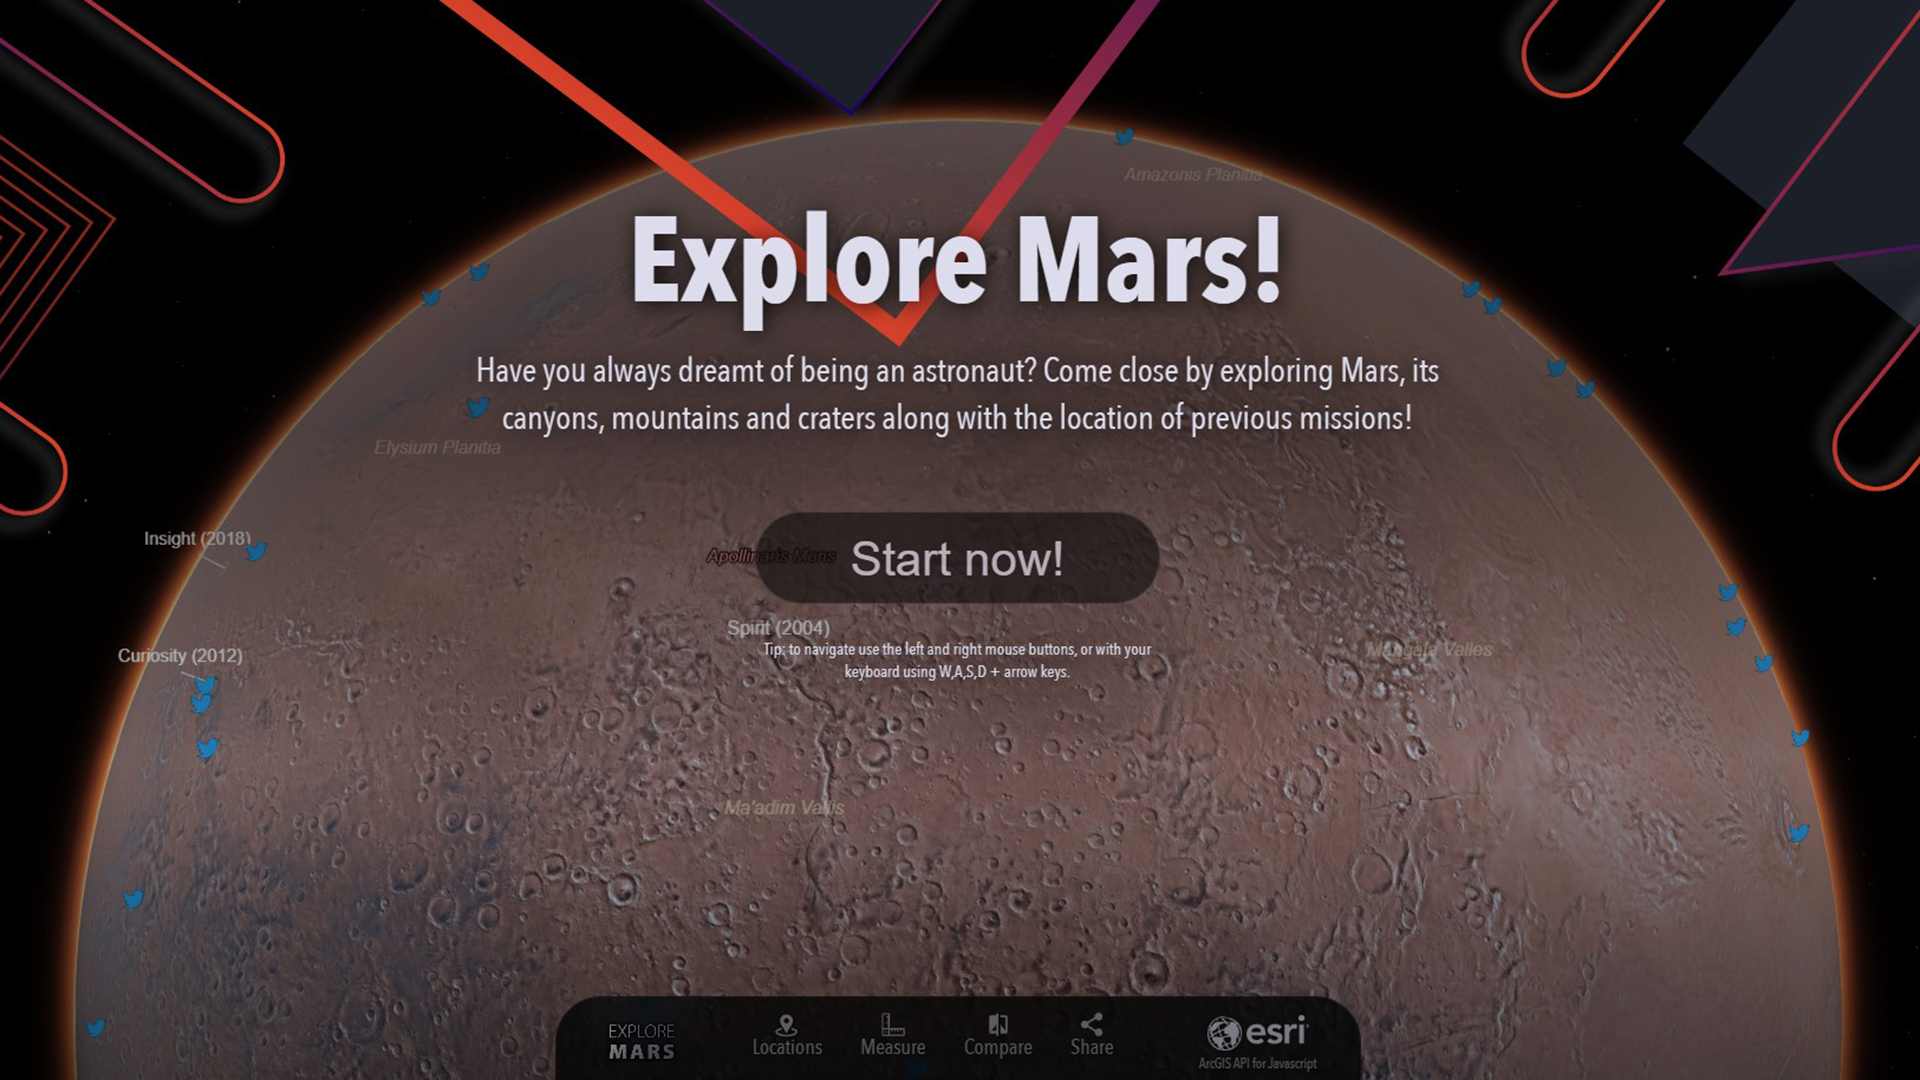 Amazonis Planitia
Explore Mars!
Have you always dreamt of being an astronaut? Come close by exploring Mars, its
canyons, mountains and craters along with the location of previous missions!
Elysium Planitia
Insight (2018)
Apollinaris Mons
Start now!
Spirit (2004)
Tip: to navigate use the left and right mouse buttons, or with your
keyboard using W,A,S,D + arrow keys.
Mangala Valles
Curiosity (2012)
Ma'adim Vallis
EXPLORE
MARS
Locations
Measure
Compare
Share
esri
ArcGIS API for Javascript